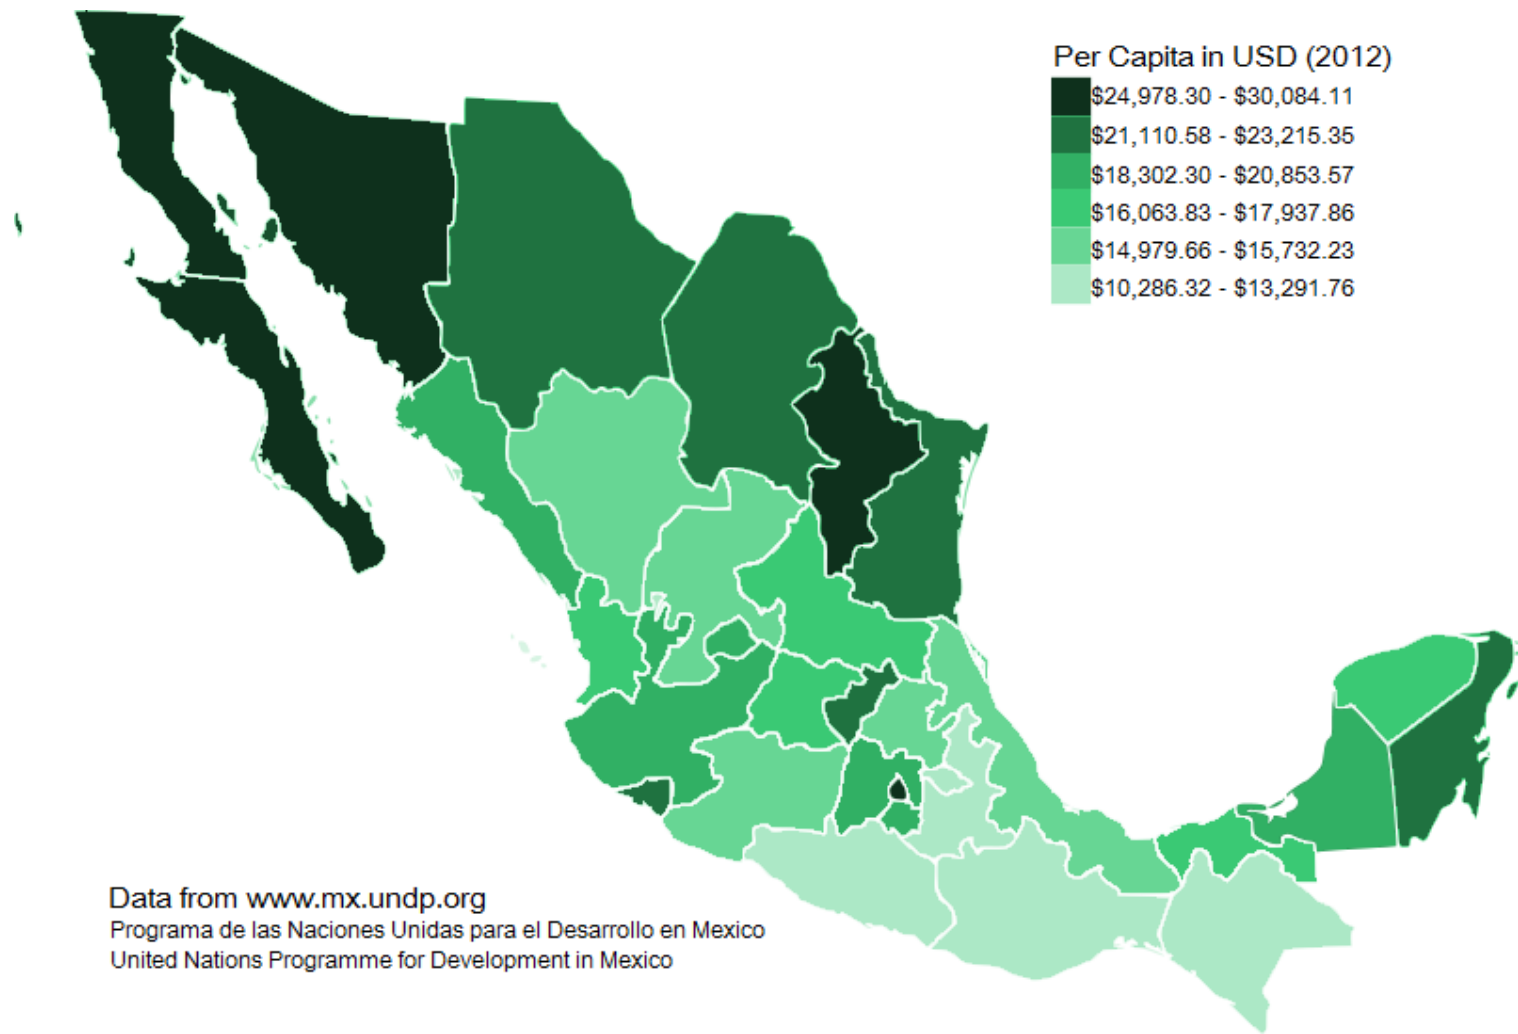 Per Capita in USD (2012)
$24,978.30 - $30,084.11
$21,110.58 - $23,215.35
$18,302.30 - $20,853.57
$16,063.83 - $17,937.86
$14,979.66 - $15,732.23
$10,286.32 - $13,291.76
Data from www.mx.undp.org
Programa de las Naciones Unidas para el Desarrollo en Mexico
United Nations Programme for Development in Mexico